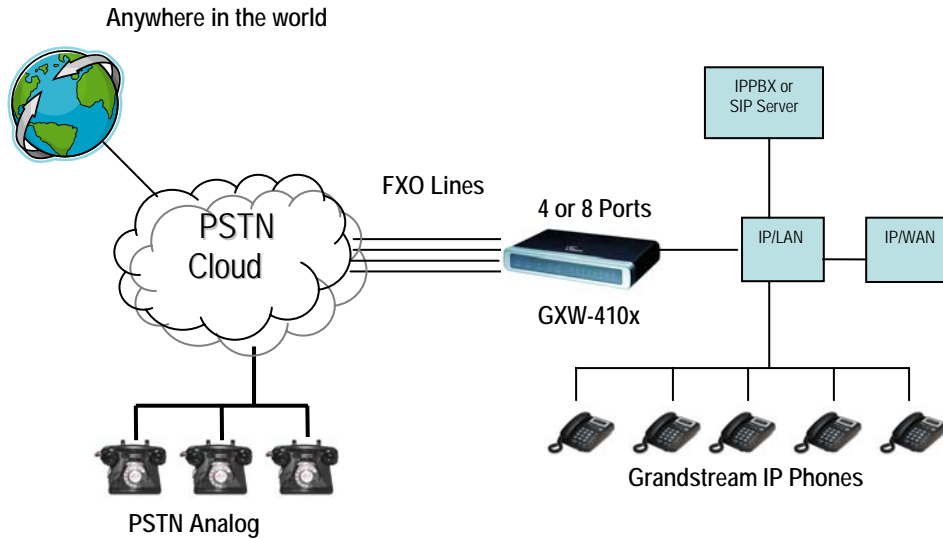 Anywhere in the world
IPPBX or
SIP Server
FXO Lines
4 or 8 Ports
PSTN
Cloud
IP/LAN
IP/WAN
GXW-410x
Grandstream IP Phones
PSTN Analog